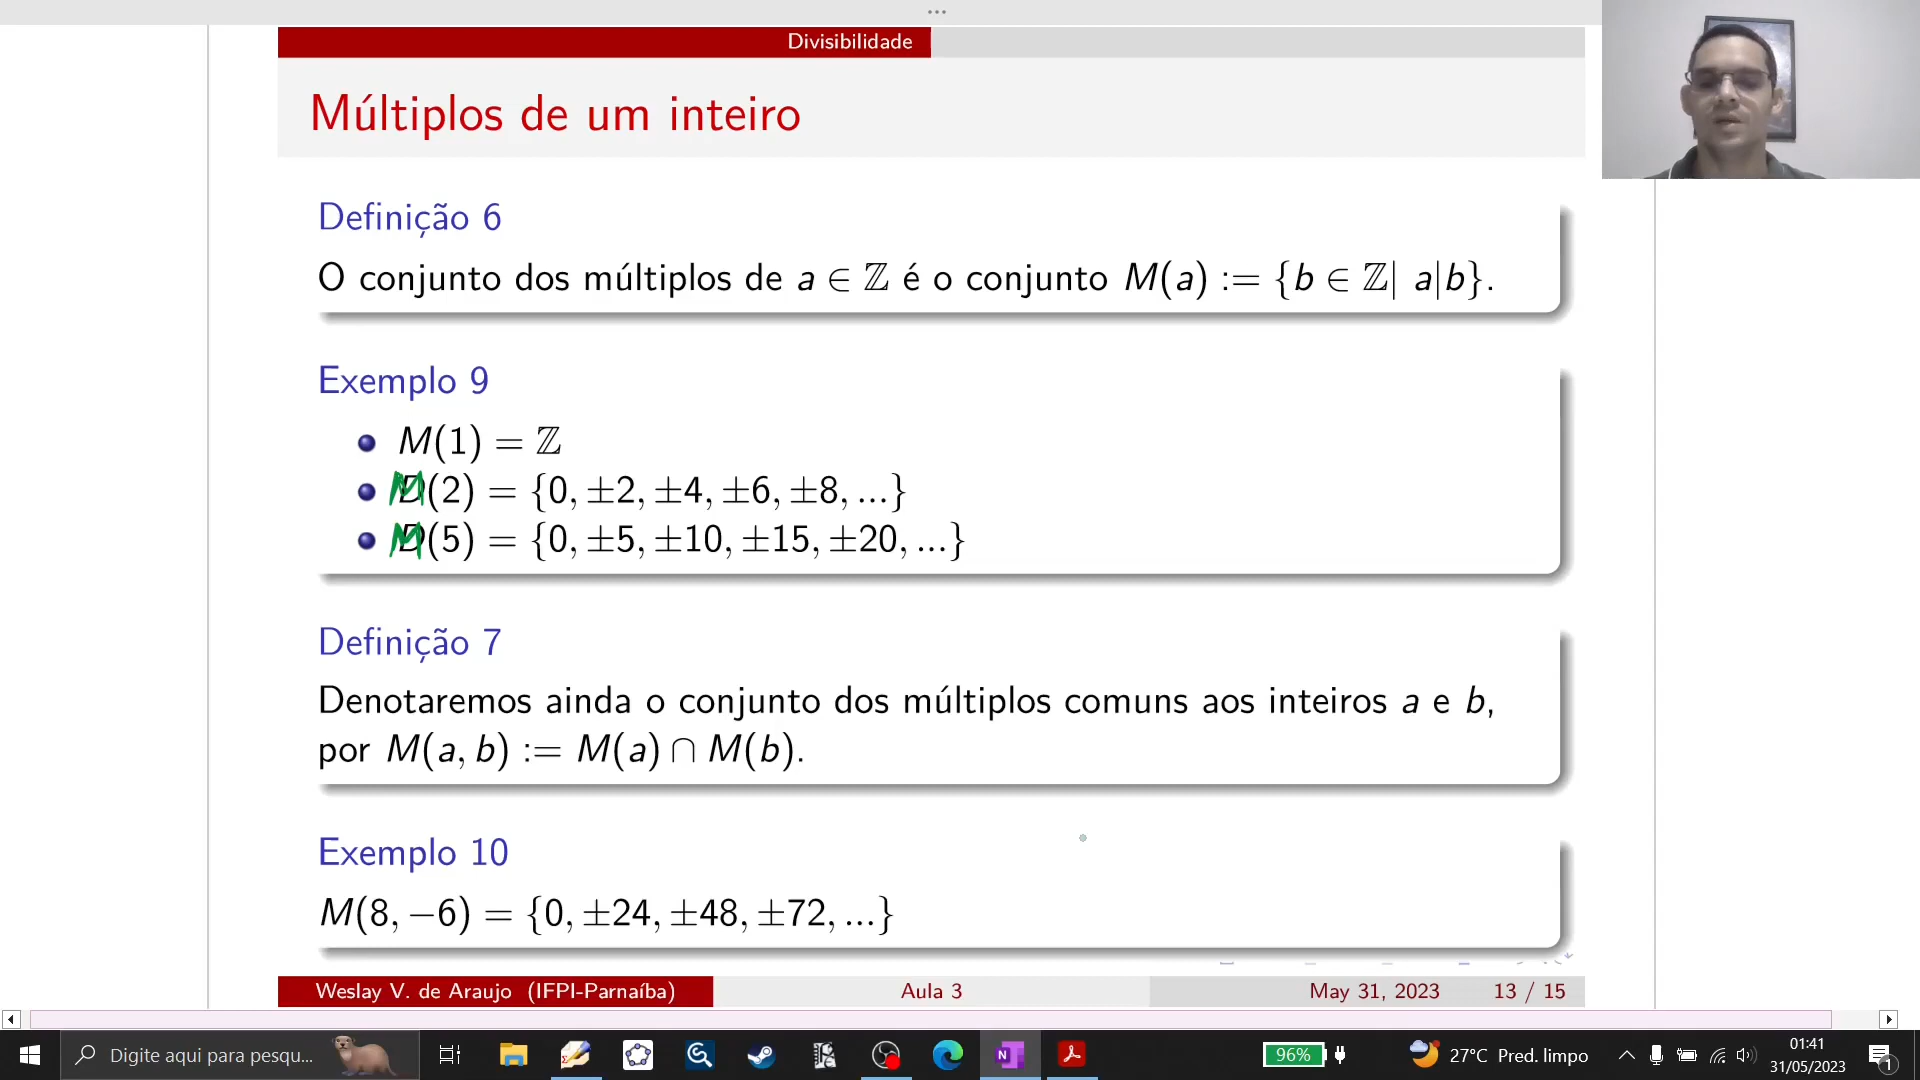 Divisibilidade
Múltiplos de um inteiro
Definição 6
O conjunto dos múltiplos de a ∈ ℤ é o conjunto M(a) := {b ∈ ℤ| a|b}.
Exemplo 9
M(1) = ℤ
M(2) = {0, ±2, ±4, ±6, ±8, ...}
M(5) = {0, ±5, ±10, ±15, ±20, ...}
Definição 7
Denotaremos ainda o conjunto dos múltiplos comuns aos inteiros a e b,
por M(a, b) := M(a) ∩ M(b).
Exemplo 10
M(8, −6) = {0, ±24, ±48, ±72, ...}
Weslay V. de Araujo (IFPI-Parnaíba) Aula 3 May 31, 2023 13 / 15
Digite aqui para pesqu... 96% 27°C Pred. limpo 01:41
31/05/2023 1